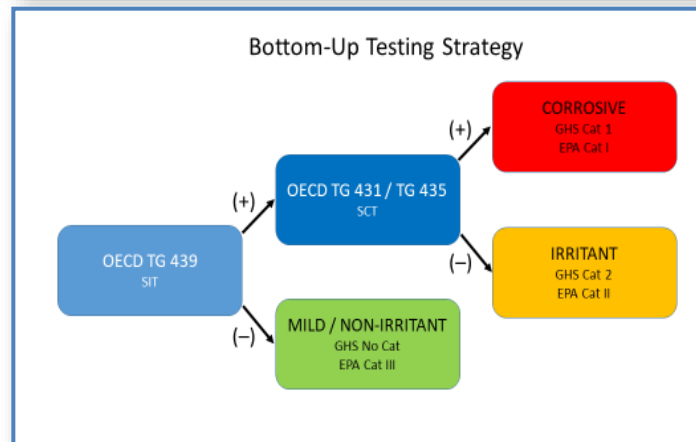 Bottom-Up Testing Strategy
CORROSIVE
GHS Cat 1
EPA Cat I
(+)
OECD TG 431 / TG 435
SCT
(+)
OECD TG 439
SIT
(–)
IRRITANT
GHS Cat 2
EPA Cat II
(–)
MILD / NON-IRRITANT
GHS No Cat
EPA Cat III